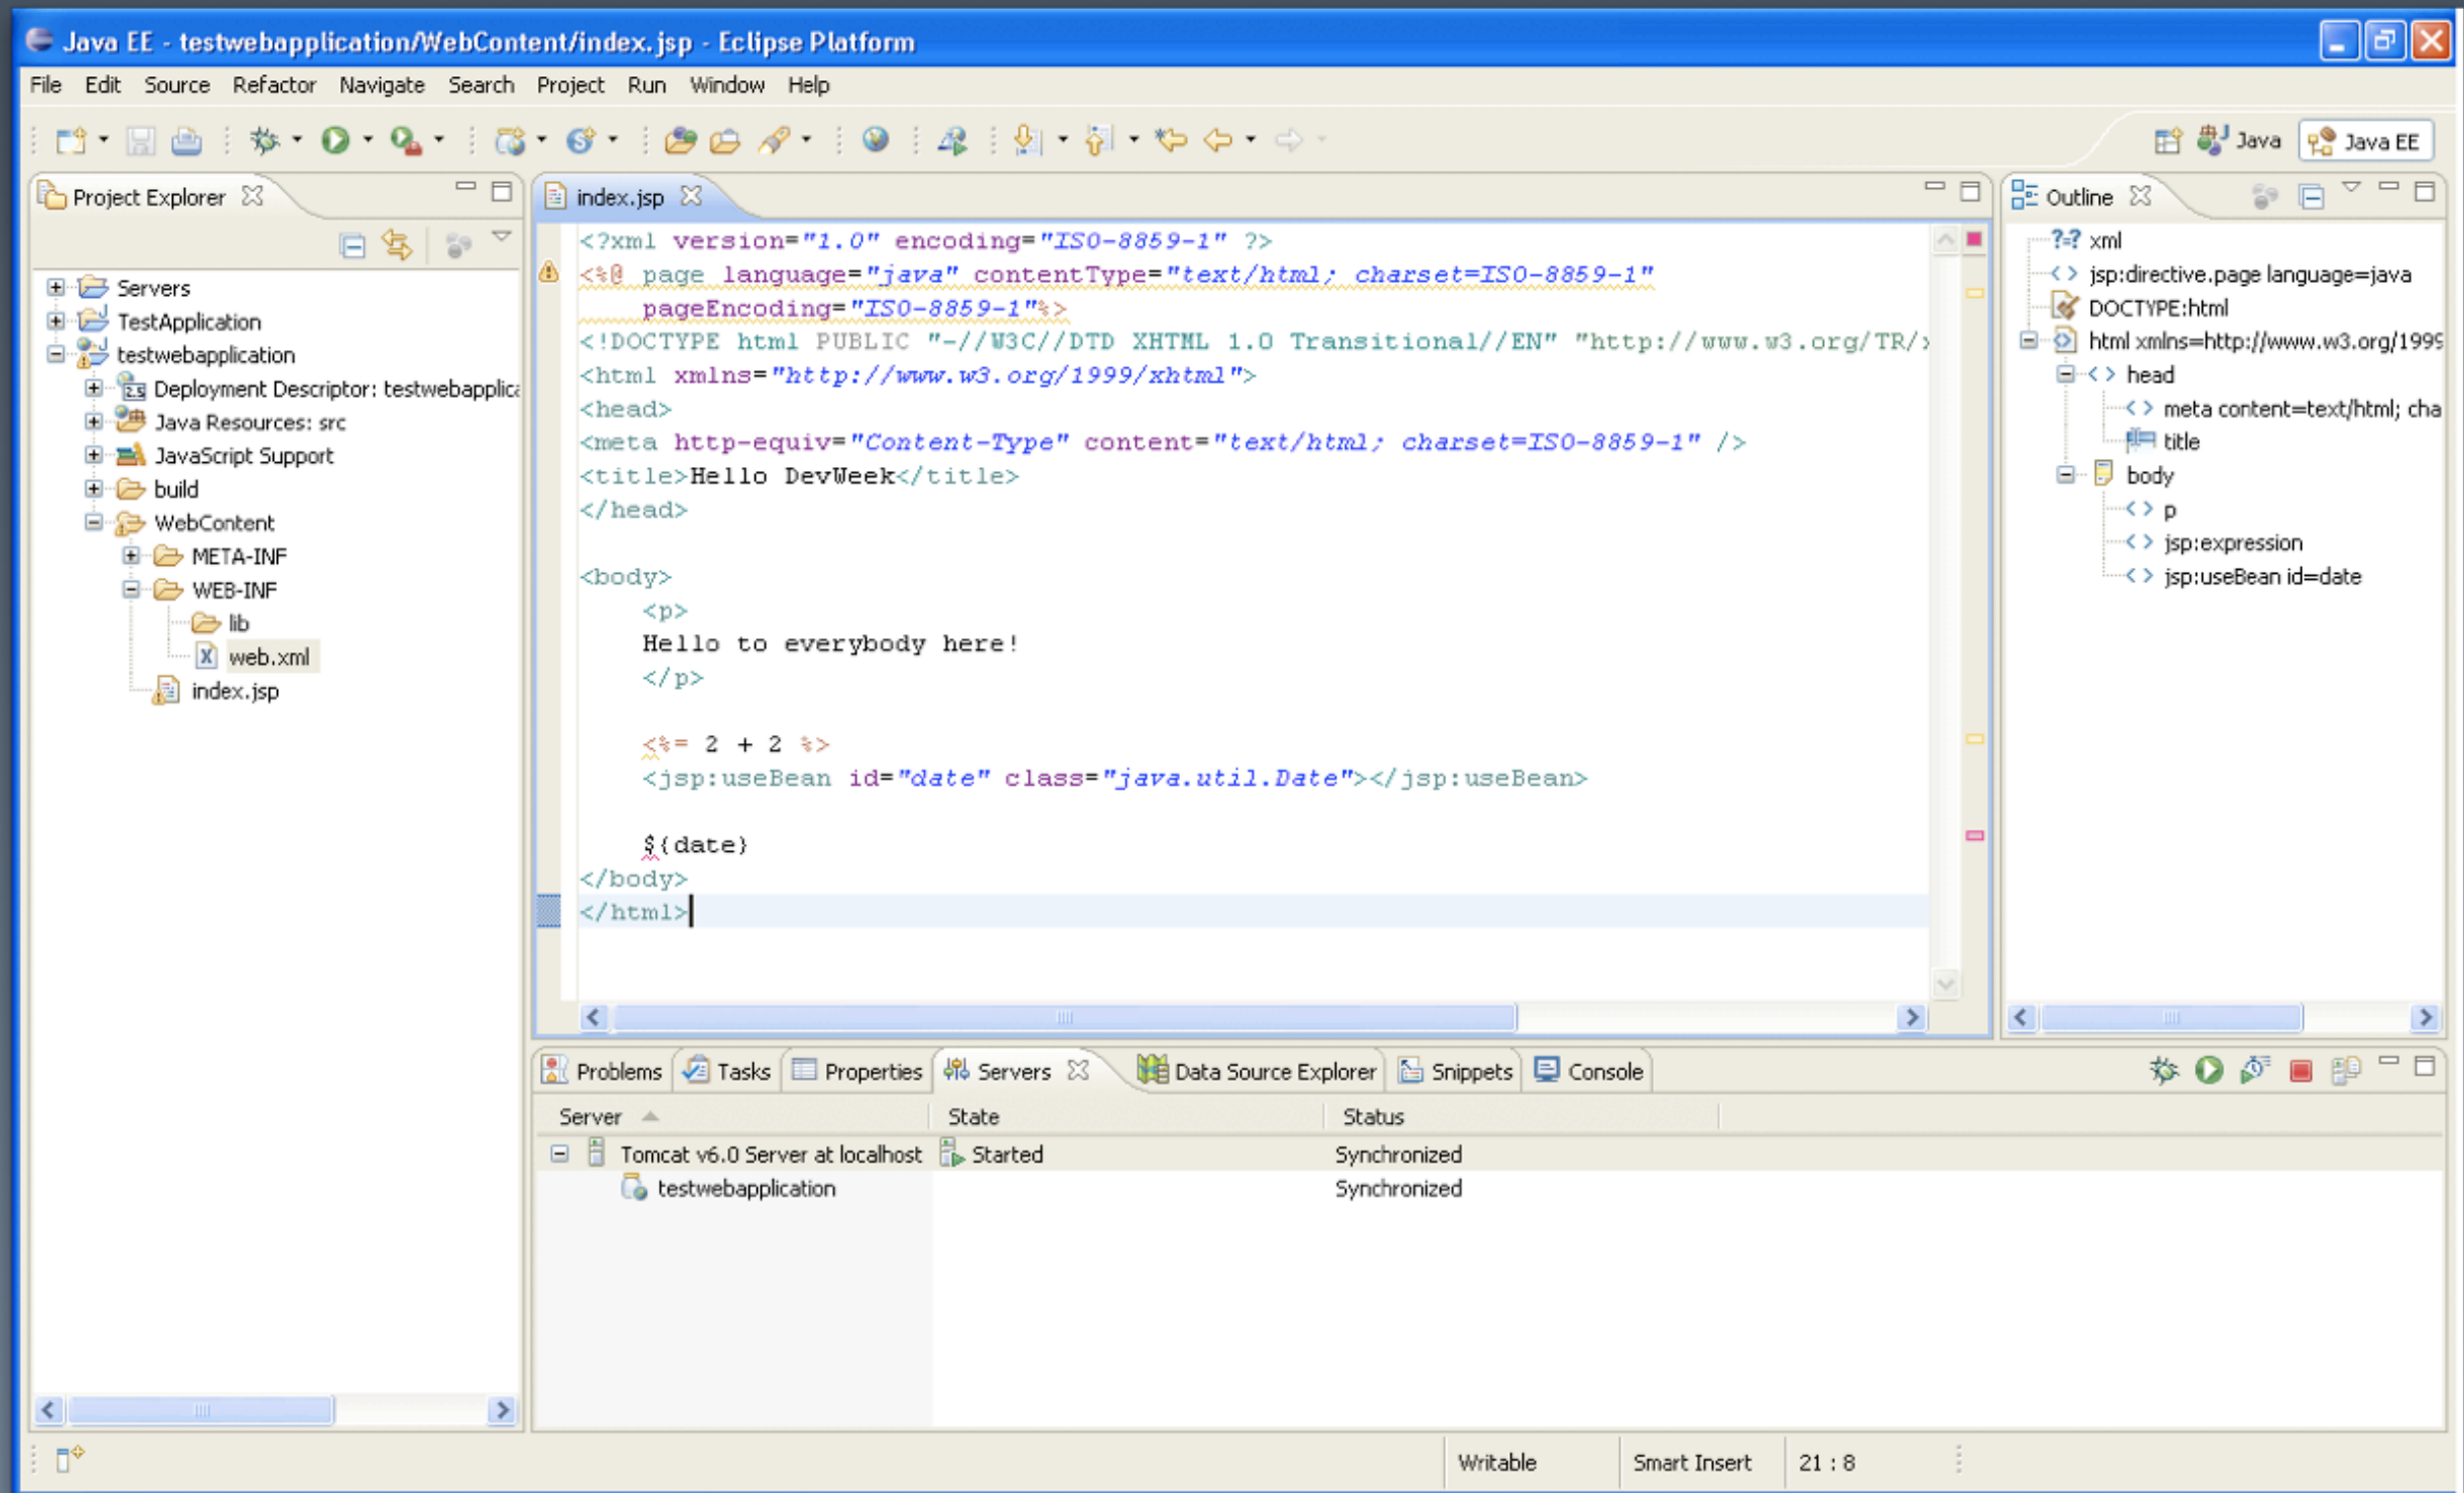 Java EE - testwebapplication/WebContent/index.jsp - Eclipse Platform
File Edit Source Refactor Navigate Search Project Run Window Help
Java Java EE
Project Explorer
Servers
TestApplication
testwebapplication
Deployment Descriptor: testwebapplica
Java Resources: src
JavaScript Support
build
WebContent
META-INF
WEB-INF
lib
web.xml
index.jsp
index.jsp
<?xml version="1.0" encoding="ISO-8859-1" ?>
<%@ page language="java" contentType="text/html; charset=ISO-8859-1"
pageEncoding="ISO-8859-1"%>
<!DOCTYPE html PUBLIC "-//W3C//DTD XHTML 1.0 Transitional//EN" "http://www.w3.org/TR/
<html xmlns="http://www.w3.org/1999/xhtml">
<head>
<meta http-equiv="Content-Type" content="text/html; charset=ISO-8859-1" />
<title>Hello DevWeek</title>
</head>
<body>
<p>
Hello to everybody here!
</p>
<%= 2 + 2 %>
<jsp:useBean id="date" class="java.util.Date"></jsp:useBean>
${date}
</body>
</html>
Outline
?=? xml
<> jsp:directive.page language=java
DOCTYPE:html
html xmlns=http://www.w3.org/1999
<> head
<> meta content=text/html; cha
title
body
<> p
<> jsp:expression
<> jsp:useBean id=date
Problems Tasks Properties Servers Data Source Explorer Snippets Console
Server State Status
Tomcat v6.0 Server at localhost Started Synchronized
testwebapplication Synchronized
Writable Smart Insert 21 : 8